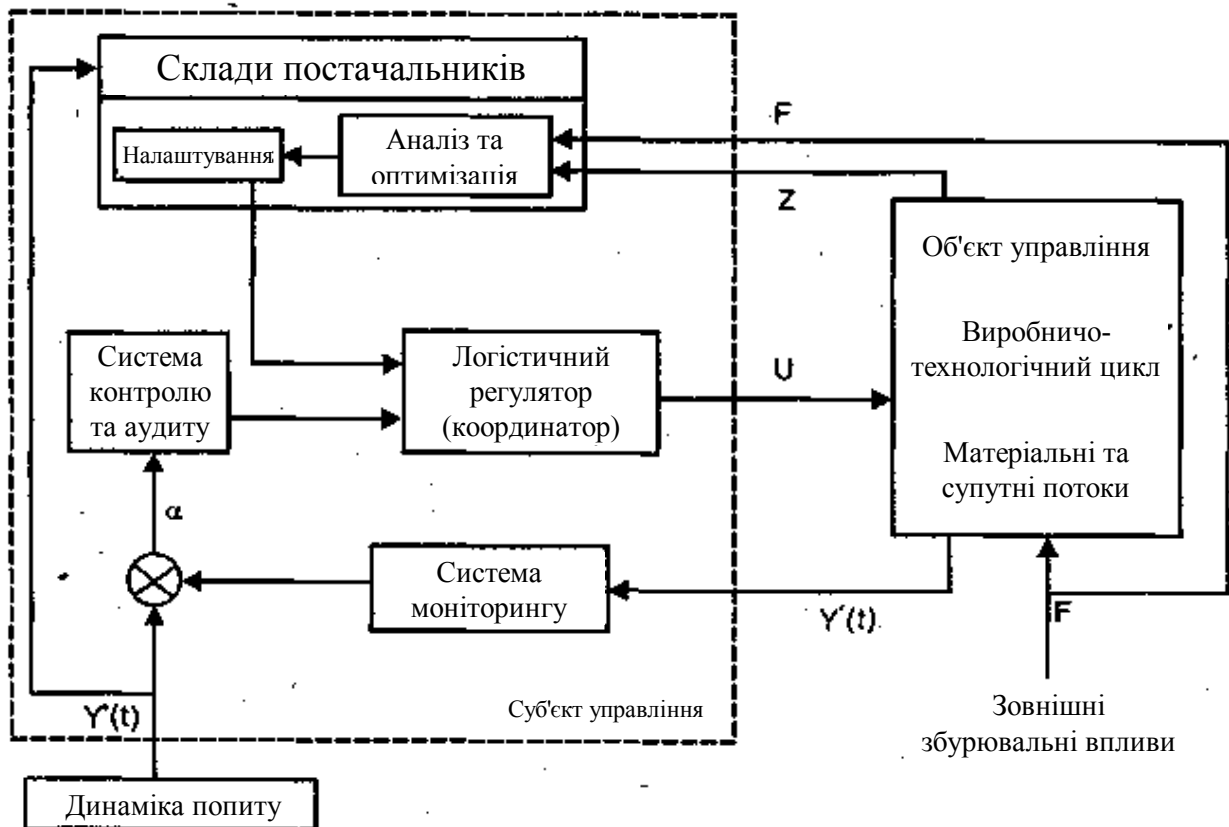 Склади постачальників
Налаштування
Аналіз та
оптимізація
F
Z
Об'єкт управління
Виробничо-
технологічний цикл
Матеріальні та
супутні потоки
Система
контролю
та аудиту
Логістичний
регулятор
(координатор)
U
α
Система
моніторингу
Y'(t)
F
Y'(t)
Суб'єкт управління
Зовнішні
збурювальні впливи
Динаміка попиту